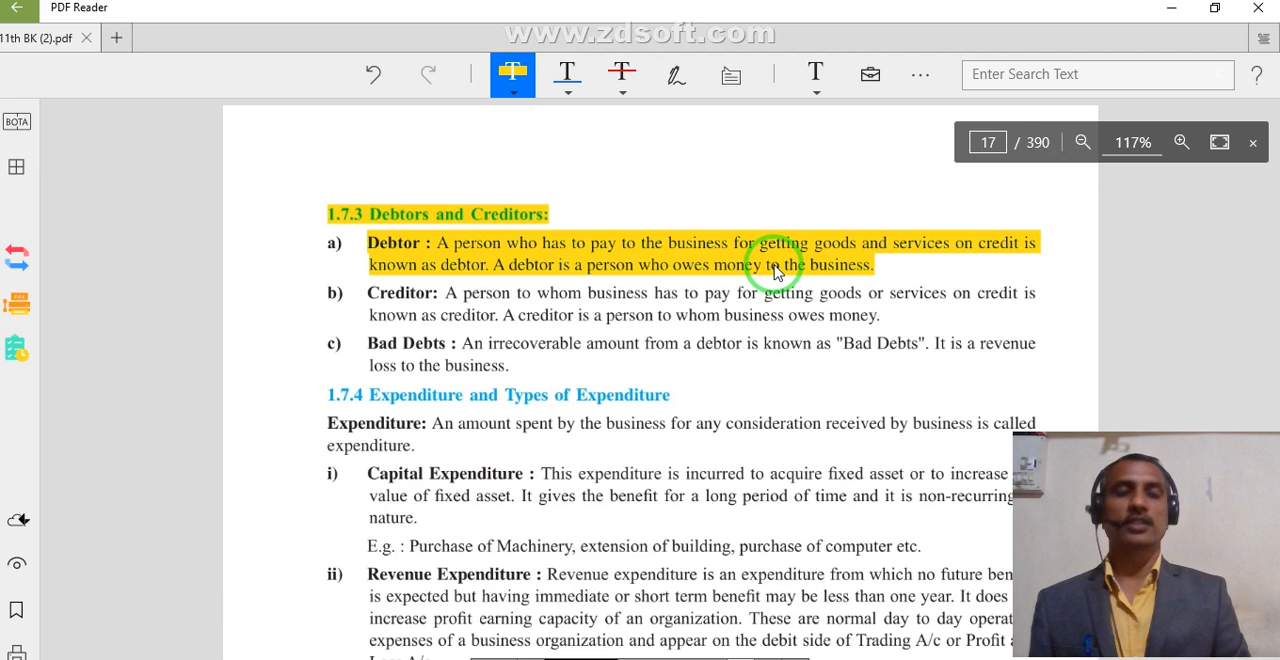 PDF Reader
11th BK (2).pdf
www.zdsoft.com
T T T T
Enter Search Text
?
BOTA
17 / 390 117%
1.7.3 Debtors and Creditors:
a) Debtor : A person who has to pay to the business for getting goods and services on credit is
known as debtor. A debtor is a person who owes money to the business.
b) Creditor: A person to whom business has to pay for getting goods or services on credit is
known as creditor. A creditor is a person to whom business owes money.
c) Bad Debts : An irrecoverable amount from a debtor is known as "Bad Debts". It is a revenue
loss to the business.
1.7.4 Expenditure and Types of Expenditure
Expenditure: An amount spent by the business for any consideration received by business is called
expenditure.
i) Capital Expenditure : This expenditure is incurred to acquire fixed asset or to increase
value of fixed asset. It gives the benefit for a long period of time and it is non-recurring
nature.
E.g. : Purchase of Machinery, extension of building, purchase of computer etc.
ii) Revenue Expenditure : Revenue expenditure is an expenditure from which no future ben
is expected but having immediate or short term benefit may be less than one year. It does
increase profit earning capacity of an organization. These are normal day to day operat
expenses of a business organization and appear on the debit side of Trading A/c or Profit